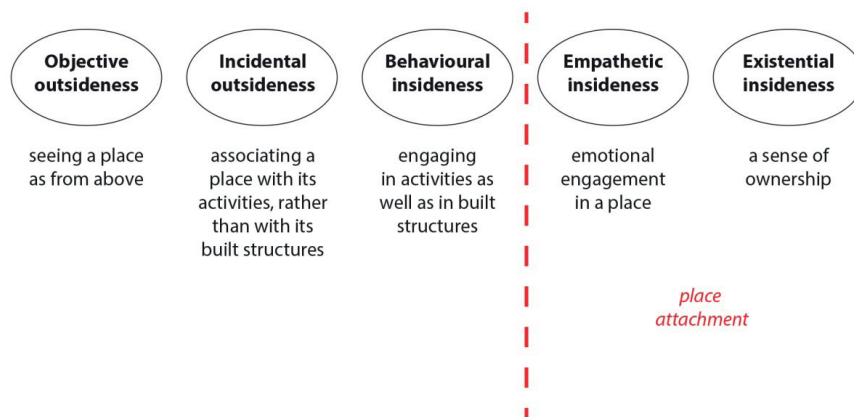 Objective
outsideness
Incidental
outsideness
Behavioural
insideness
Empathetic
insideness
Existential
insideness
seeing a place
as from above
associating a
place with its
activities, rather
than with its
built structures
engaging
in activities as
well as in built
structures
emotional
engagement
in a place
a sense of
ownership
place
attachment